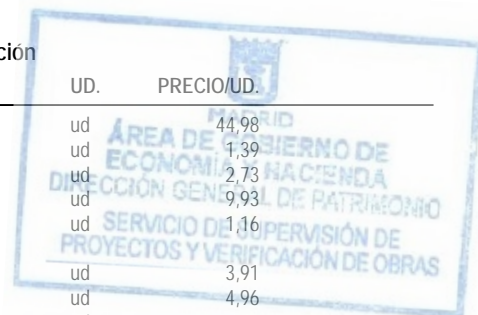 ción
UD. PRECIO/UD.
MADRID
ud 44,98
ÁREA DE GOBIERNO DE
ud 1,39
ECONOMÍA Y HACIENDA
ud 2,73
DIRECCIÓN GENERAL DE PATRIMONIO
ud 9,93
ud 1,16
SERVICIO DE SUPERVISIÓN DE
PROYECTOS Y VERIFICACIÓN DE OBRAS
ud 3,91
ud 4,96